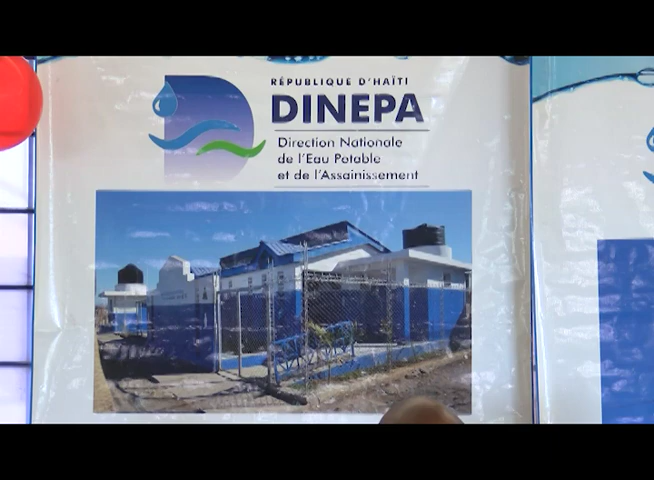 RÉPUBLIQUE D'HAÏTI
DINEPA
Direction Nationale
de l'Eau Potable
et de l'Assainissement